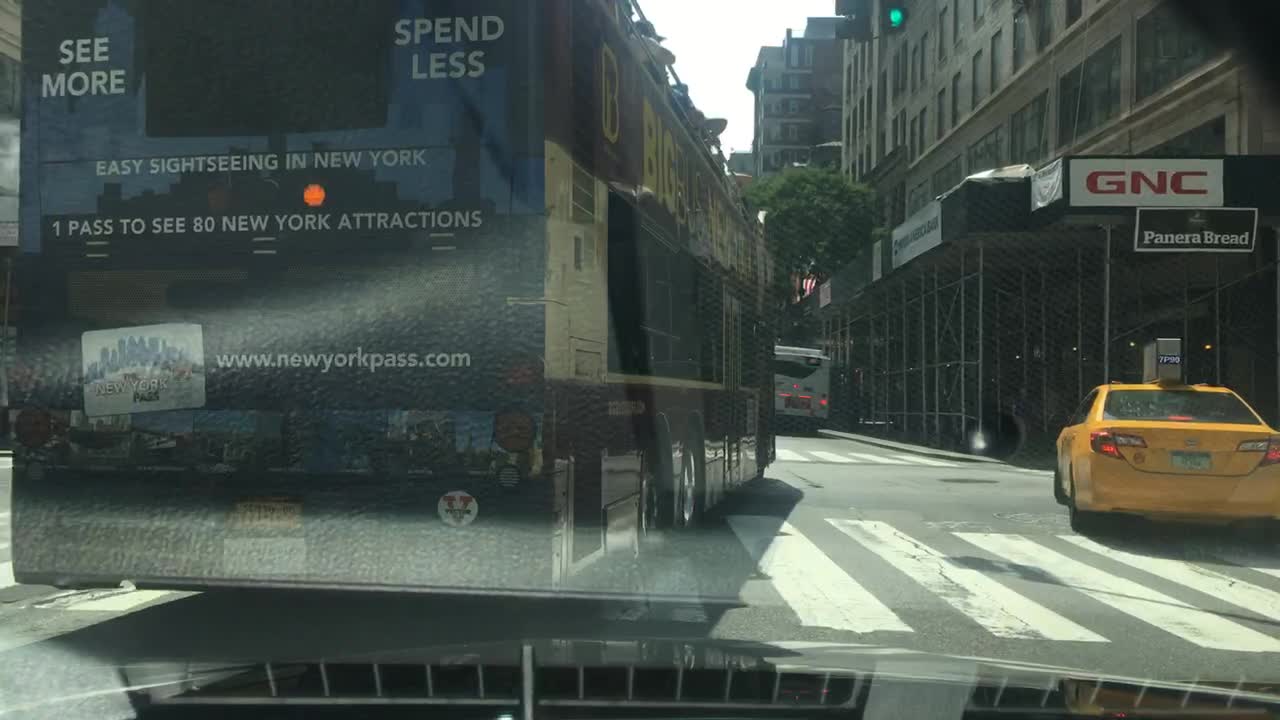 SEE
MORE
SPEND
LESS
EASY SIGHTSEEING IN NEW YORK
1 PASS TO SEE 80 NEW YORK ATTRACTIONS
NEW YORK
PASS
www.newyorkpass.com
B
BIG
GNC
Panera Bread
7P90